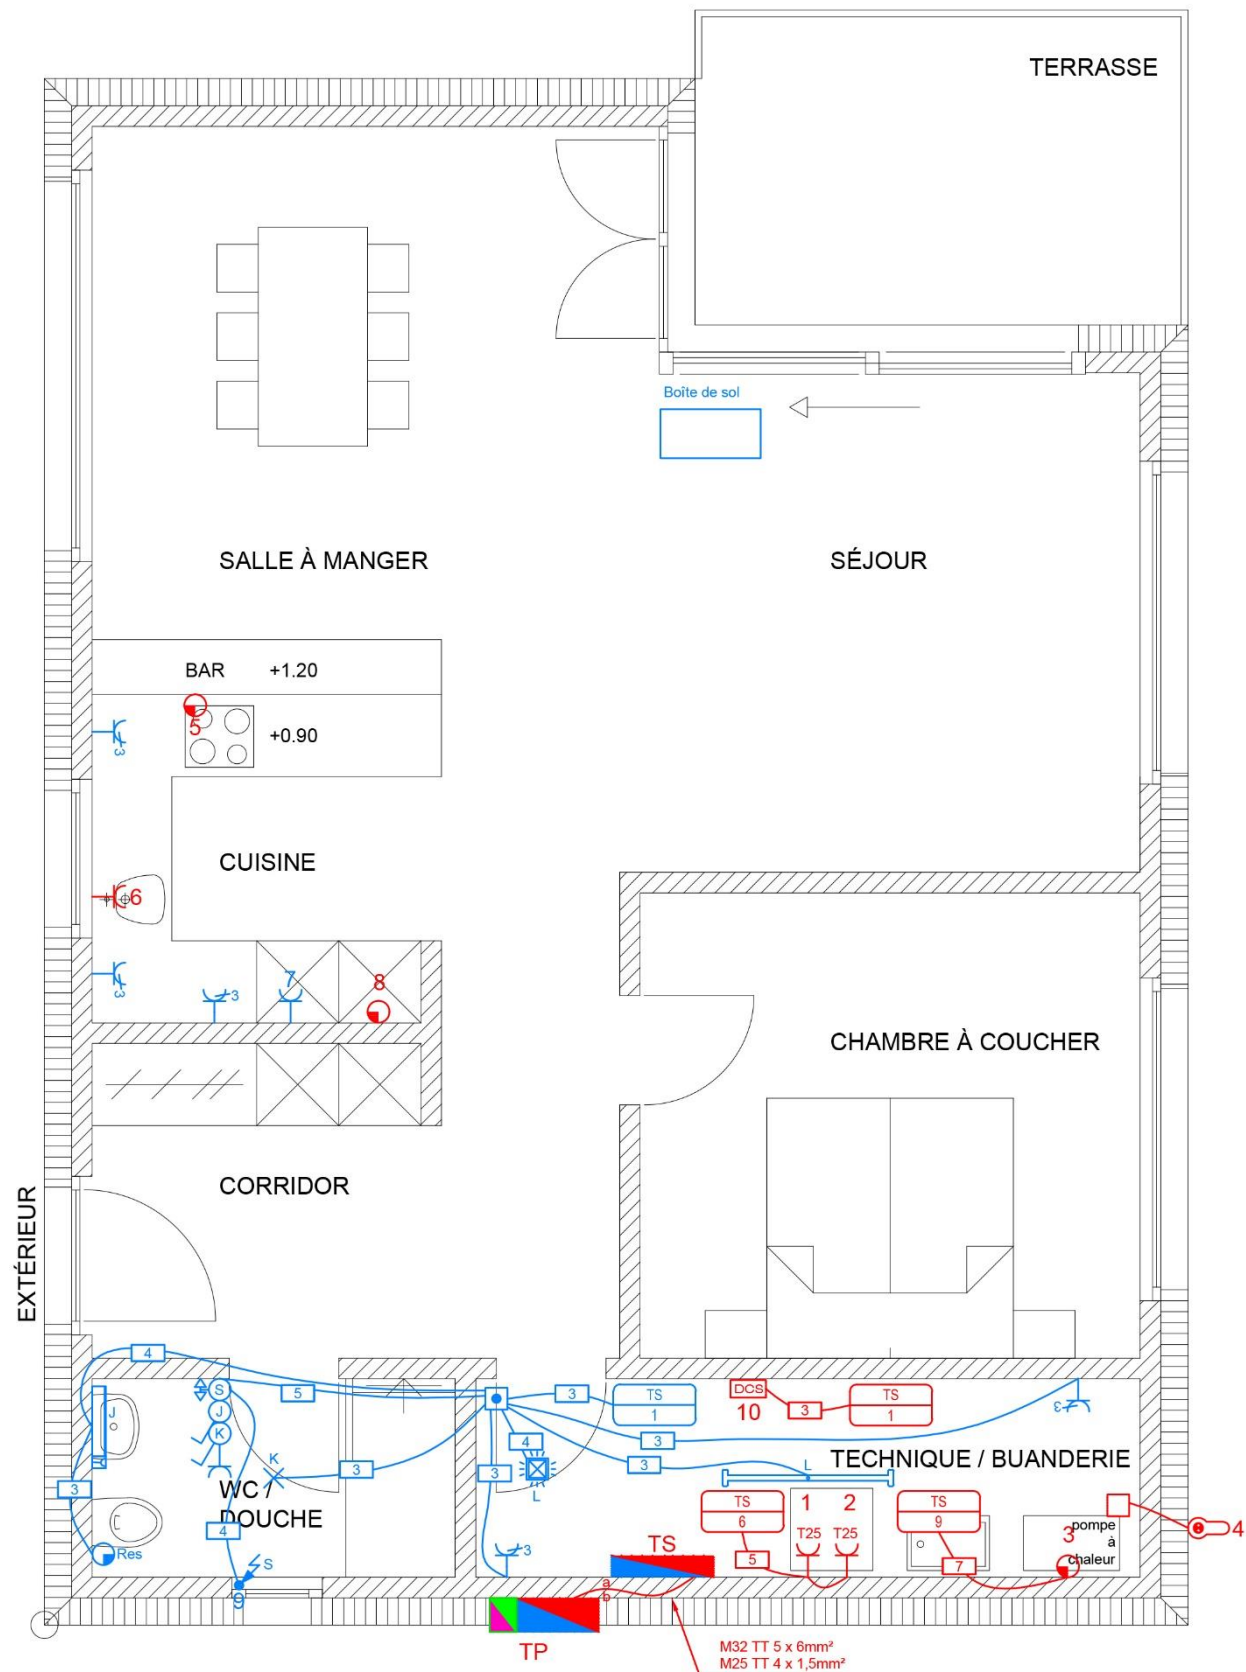 TERRASSE
Boîte de sol
SALLE À MANGER
SÉJOUR
BAR +1.20
5
+0.90
3
CUISINE
6
3
3
7
8
CHAMBRE À COUCHER
CORRIDOR
EXTÉRIEUR
4
S
5
3
TS
1
DCS
10
3
TS
1
3
J
J
K
K
3
4
3
3
L
L
3
TECHNIQUE / BUANDERIE
WC /
DOUCHE
3
4
TS
6
1
2
TS
9
T25
T25
3
pompe
à
chaleur
4
Res
S
9
3
TS
5
7
a
b
TP
M32 TT 5 x 6mm²
M25 TT 4 x 1,5mm²